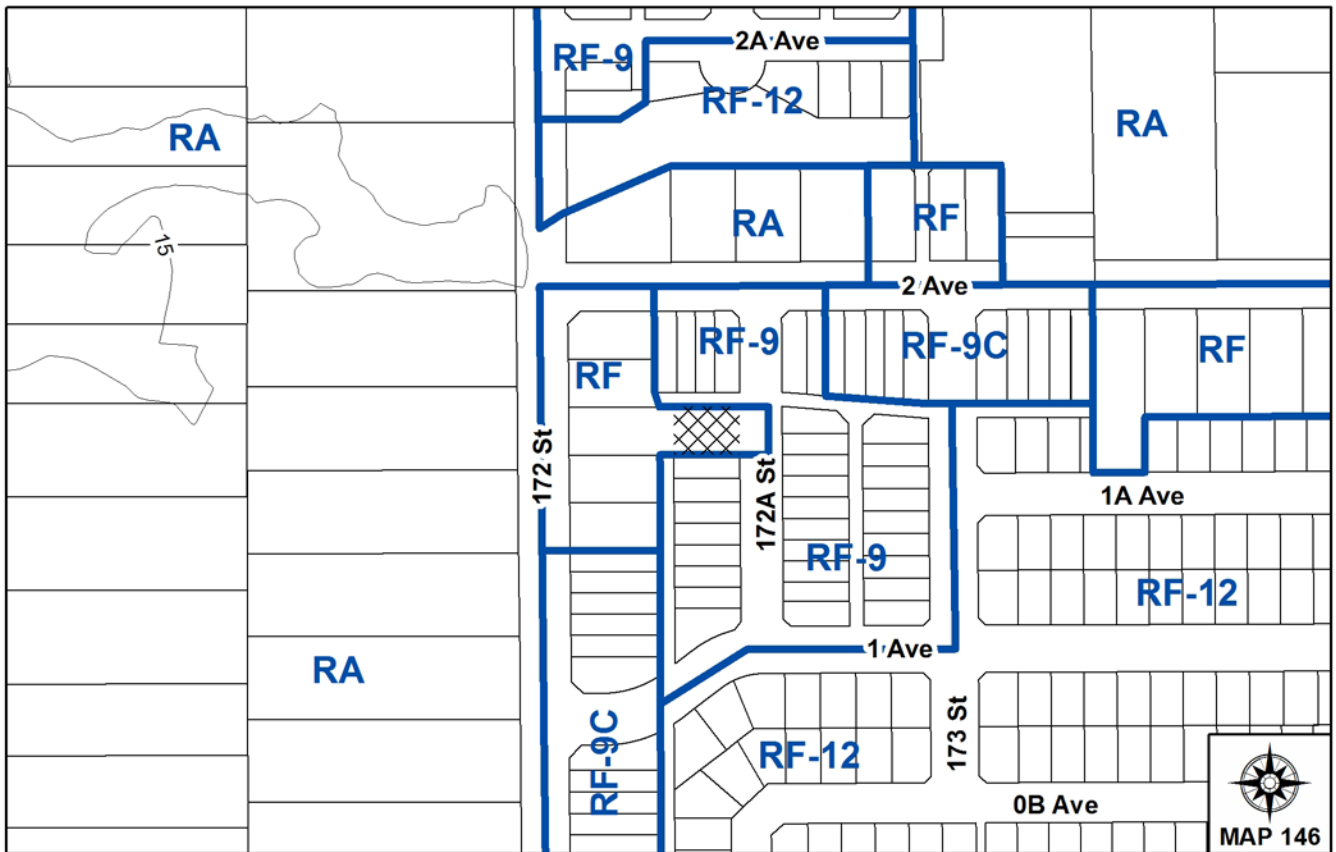 2A Ave
RF-9
RF-12
RA
RA
RA
RF
15
2 Ave
RF-9
RF-9C
RF
RF
172 St
172A St
1A Ave
RF-9
RF-12
1 Ave
RA
173 St
RF-9C
RF-12
0B Ave
MAP 146